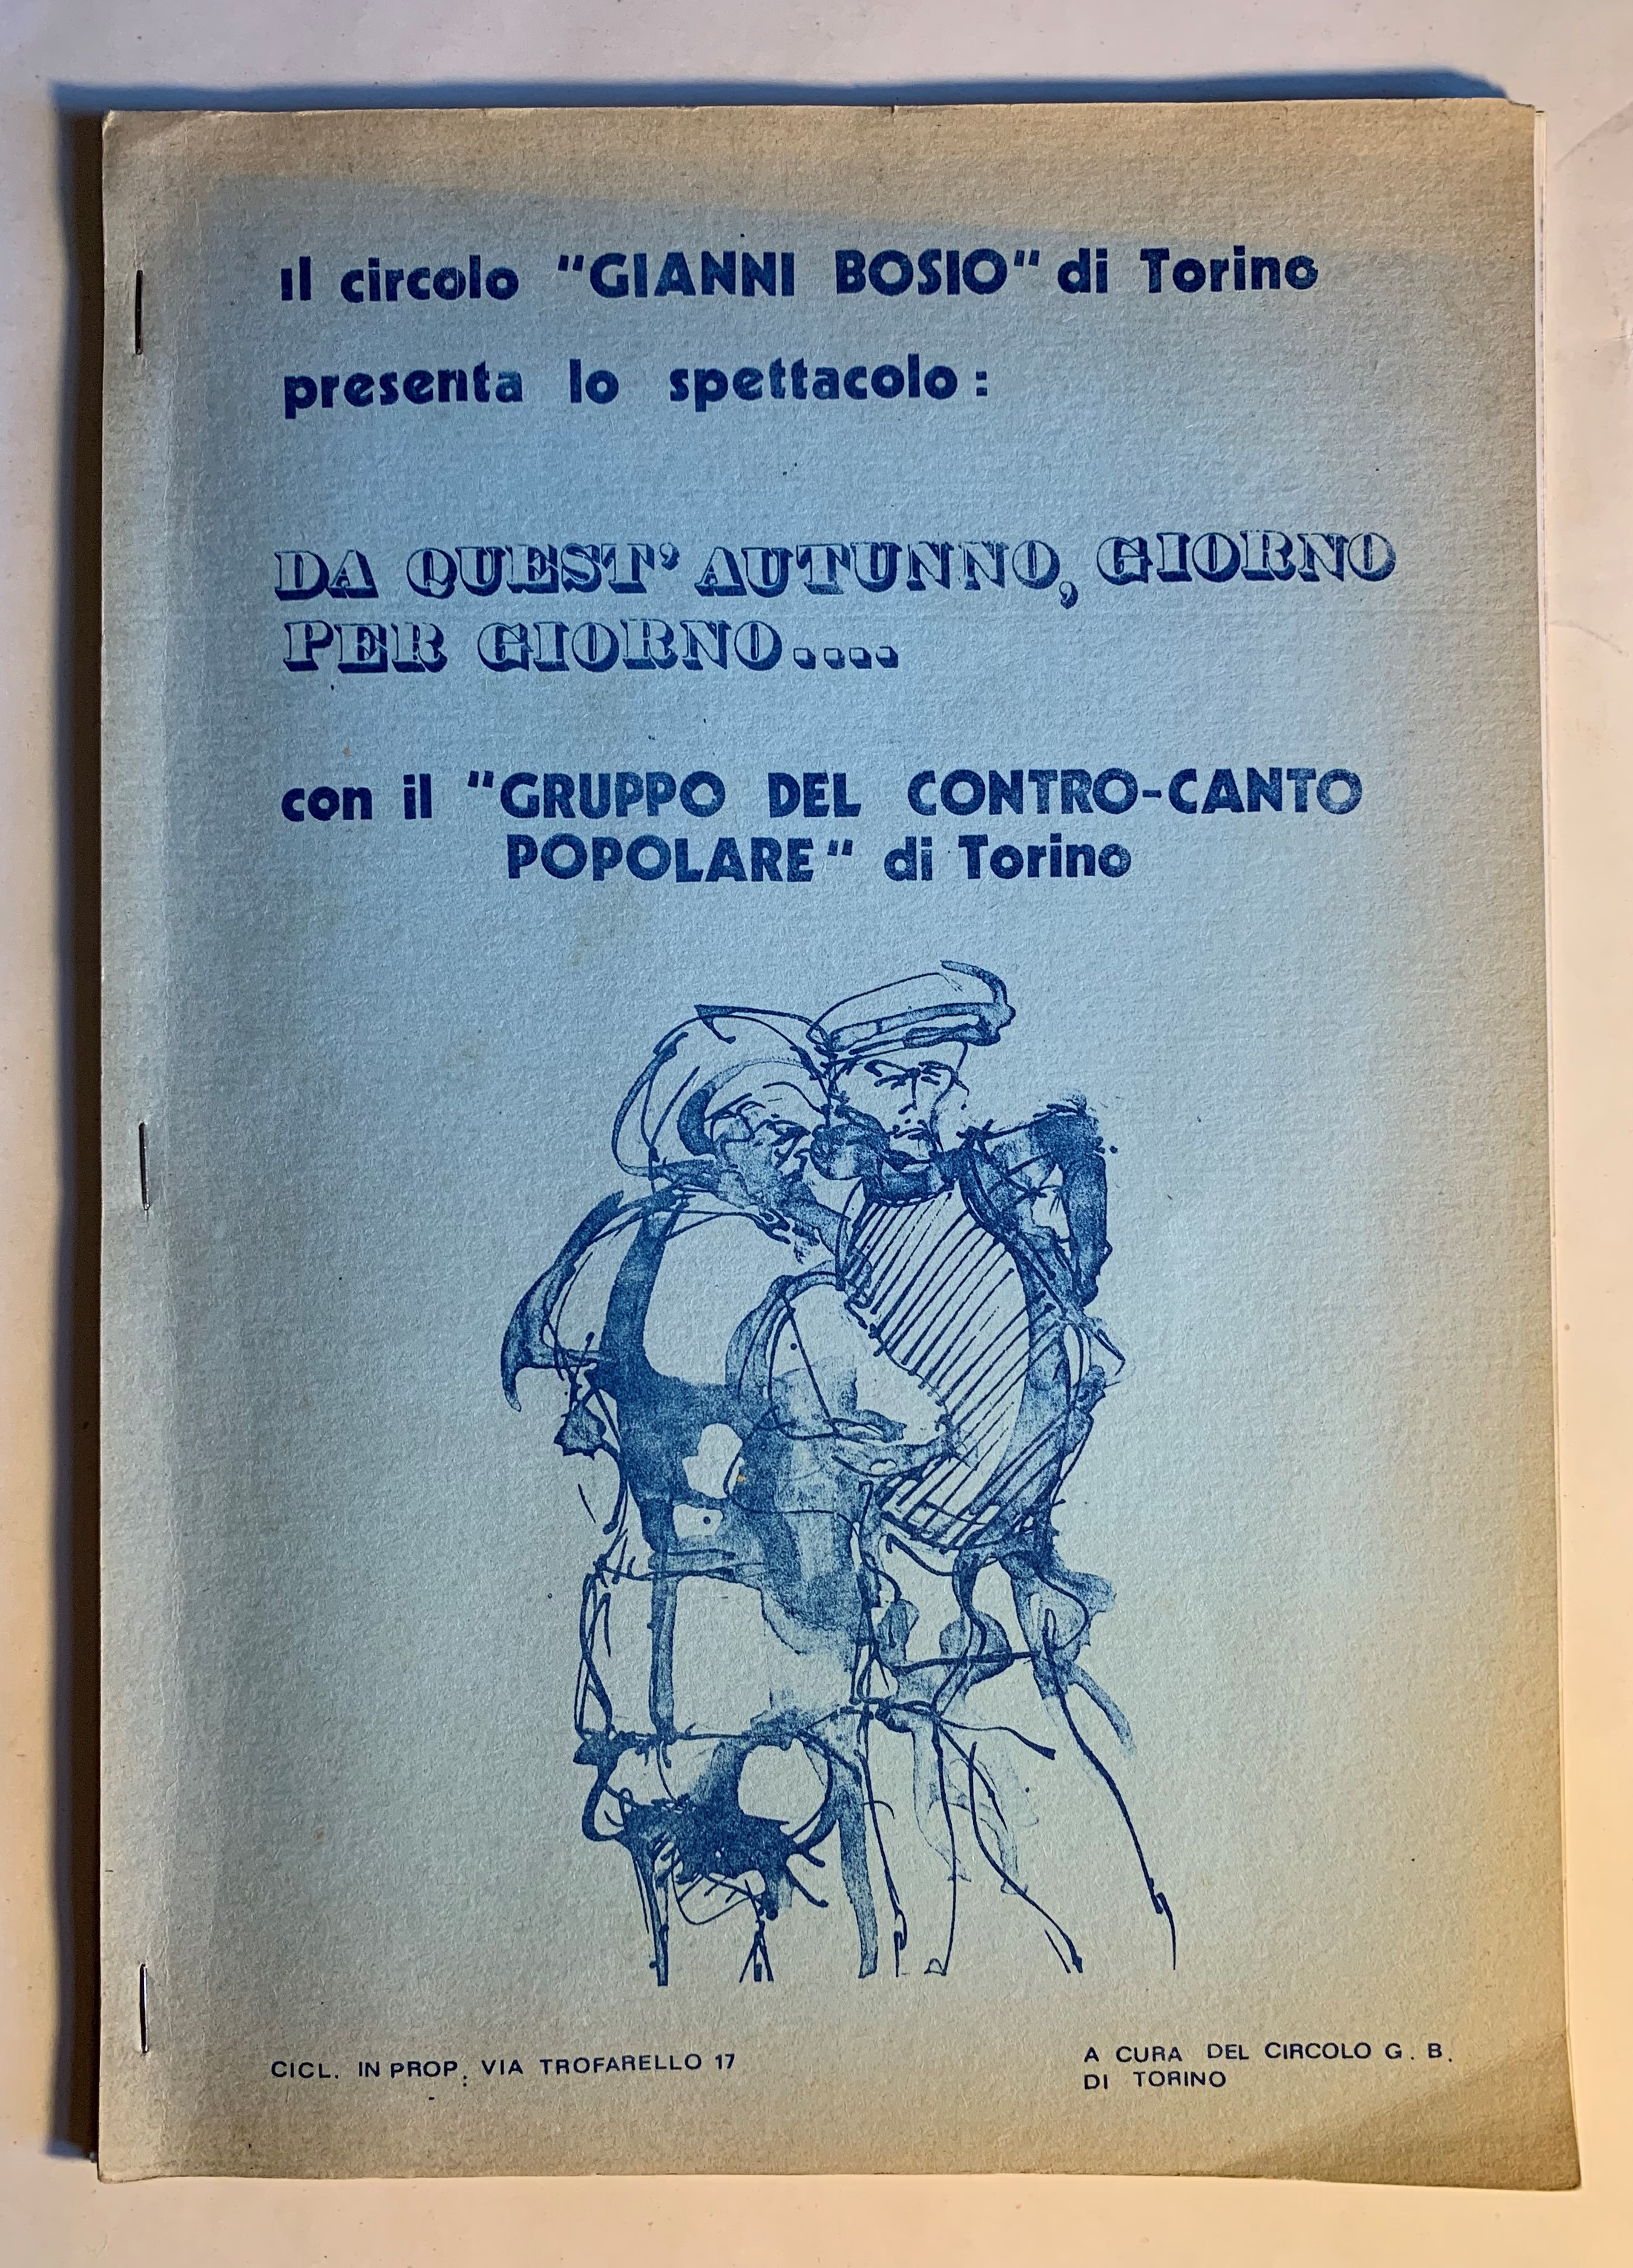 Il circolo "GIANNI BOSIO" di Torino
presenta lo spettacolo:
DA QUEST' AUTUNNO, GIORNO
PER GIORNO....
con il "GRUPPO DEL CONTRO-CANTO
POPOLARE" di Torino
CICL. IN PROP: VIA TROFARELLO 17
A CURA DEL CIRCOLO G. B.
DI TORINO